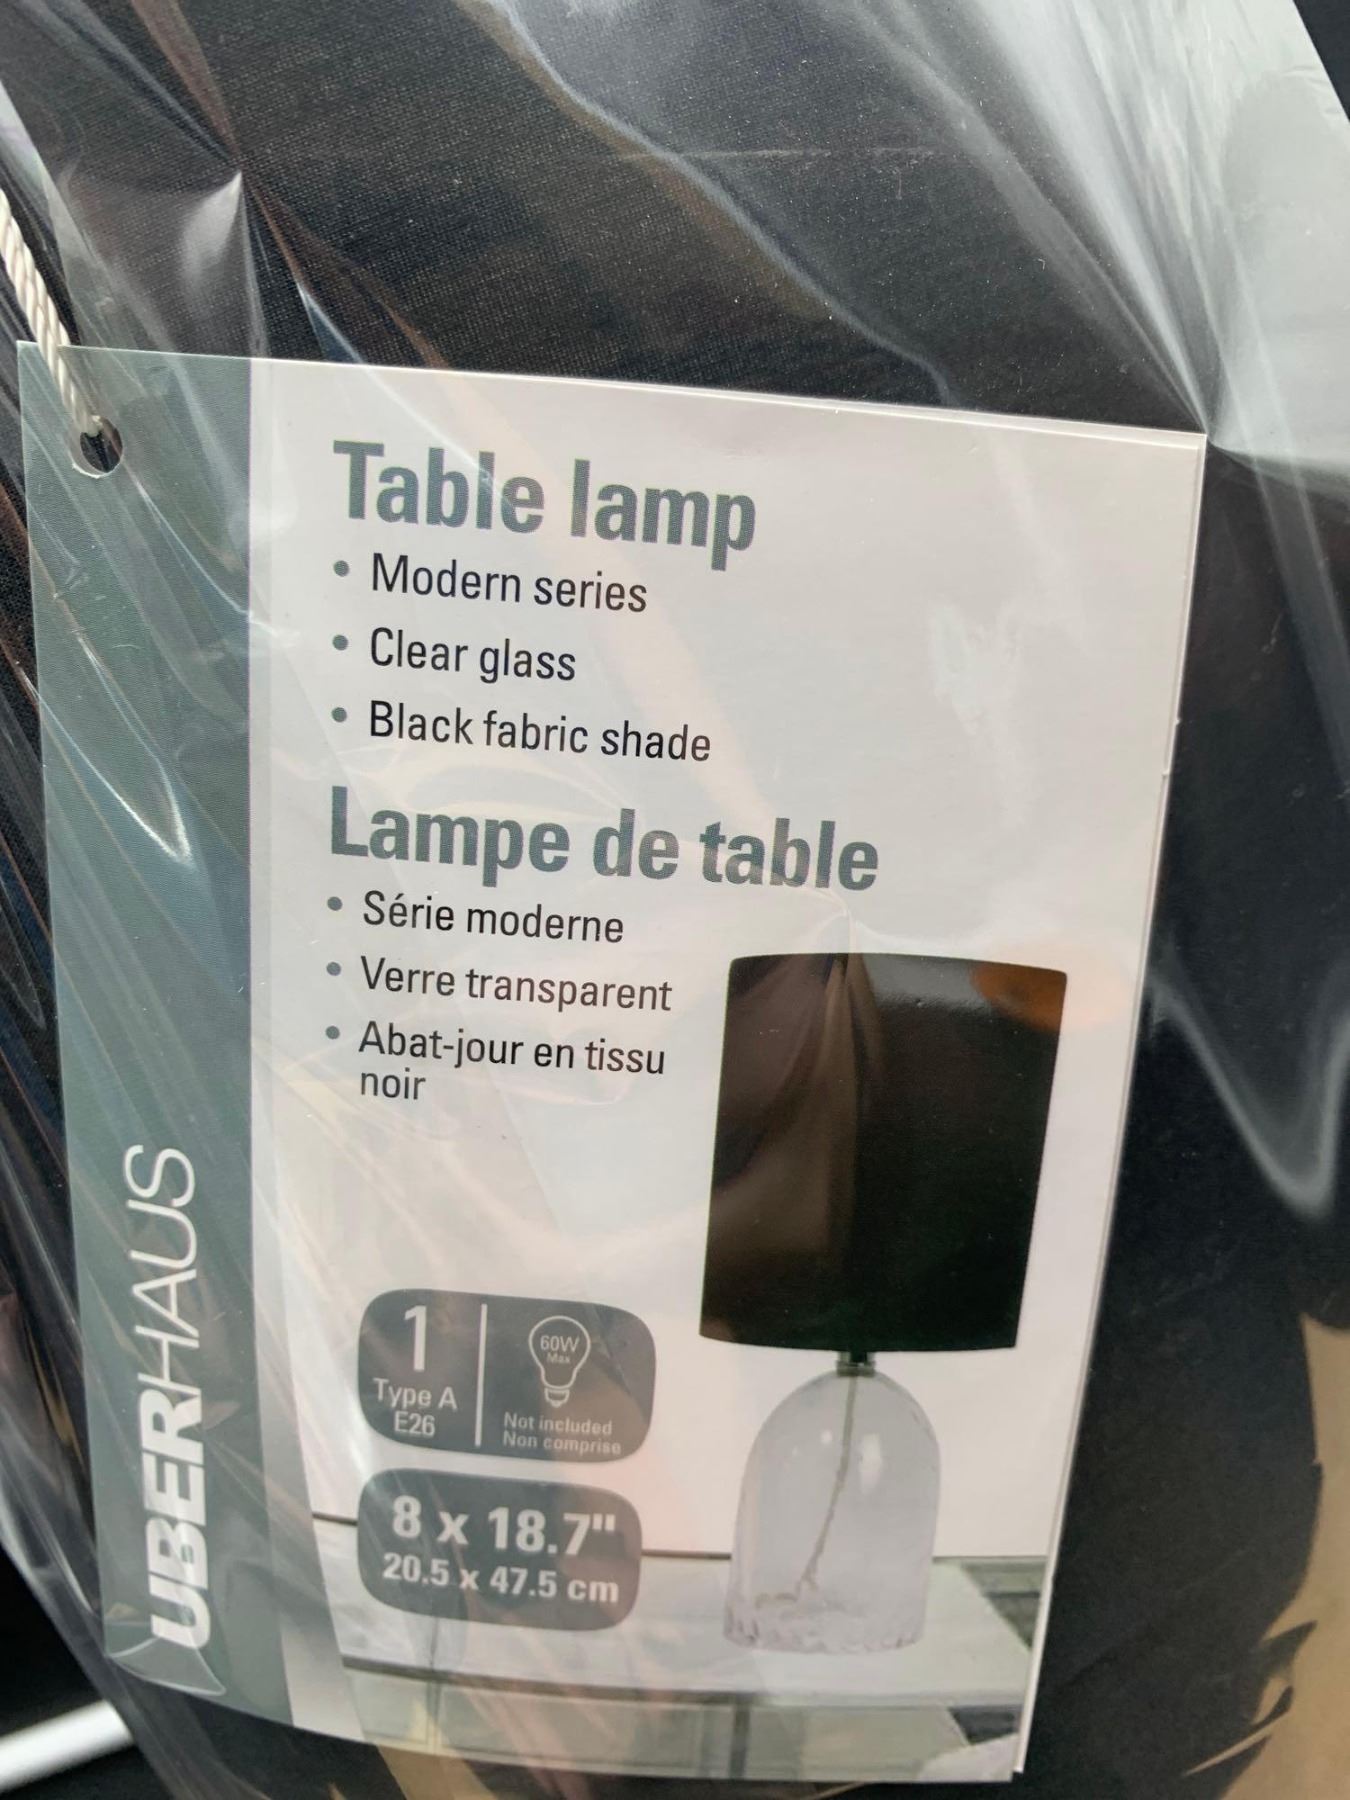 Table lamp
• Modern series
• Clear glass
• Black fabric shade
Lampe de table
• Série moderne
• Verre transparent
• Abat-jour en tissu
noir
1
Type A
E26
60W
Max
Not included
Non comprise
8 x 18.7"
20.5 x 47.5 cm
UBERHAUS